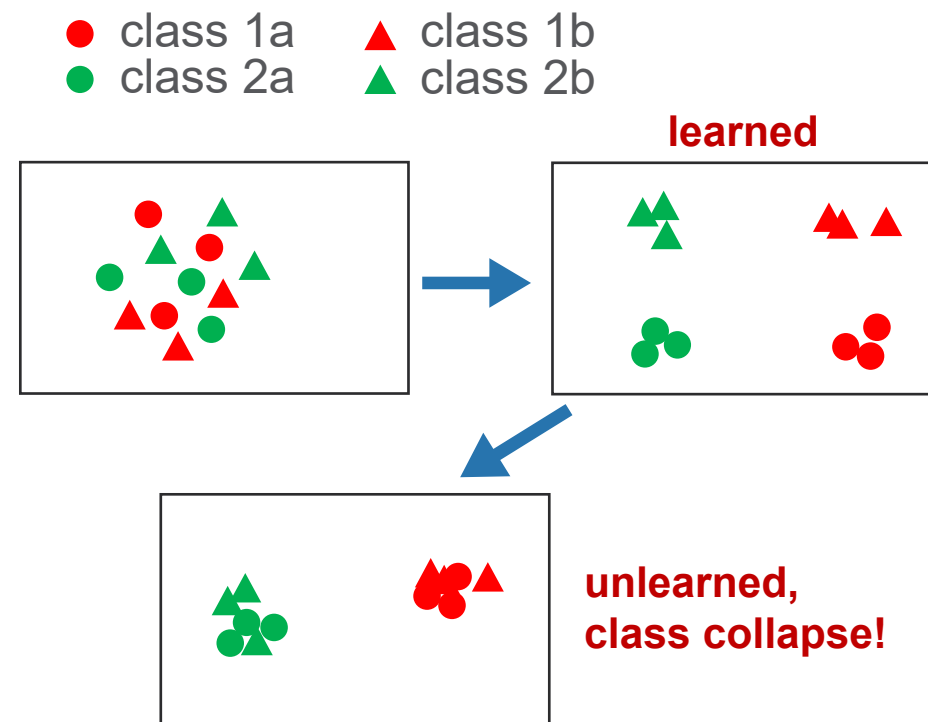 class 1a class 1b
class 2a class 2b
learned
unlearned,
class collapse!